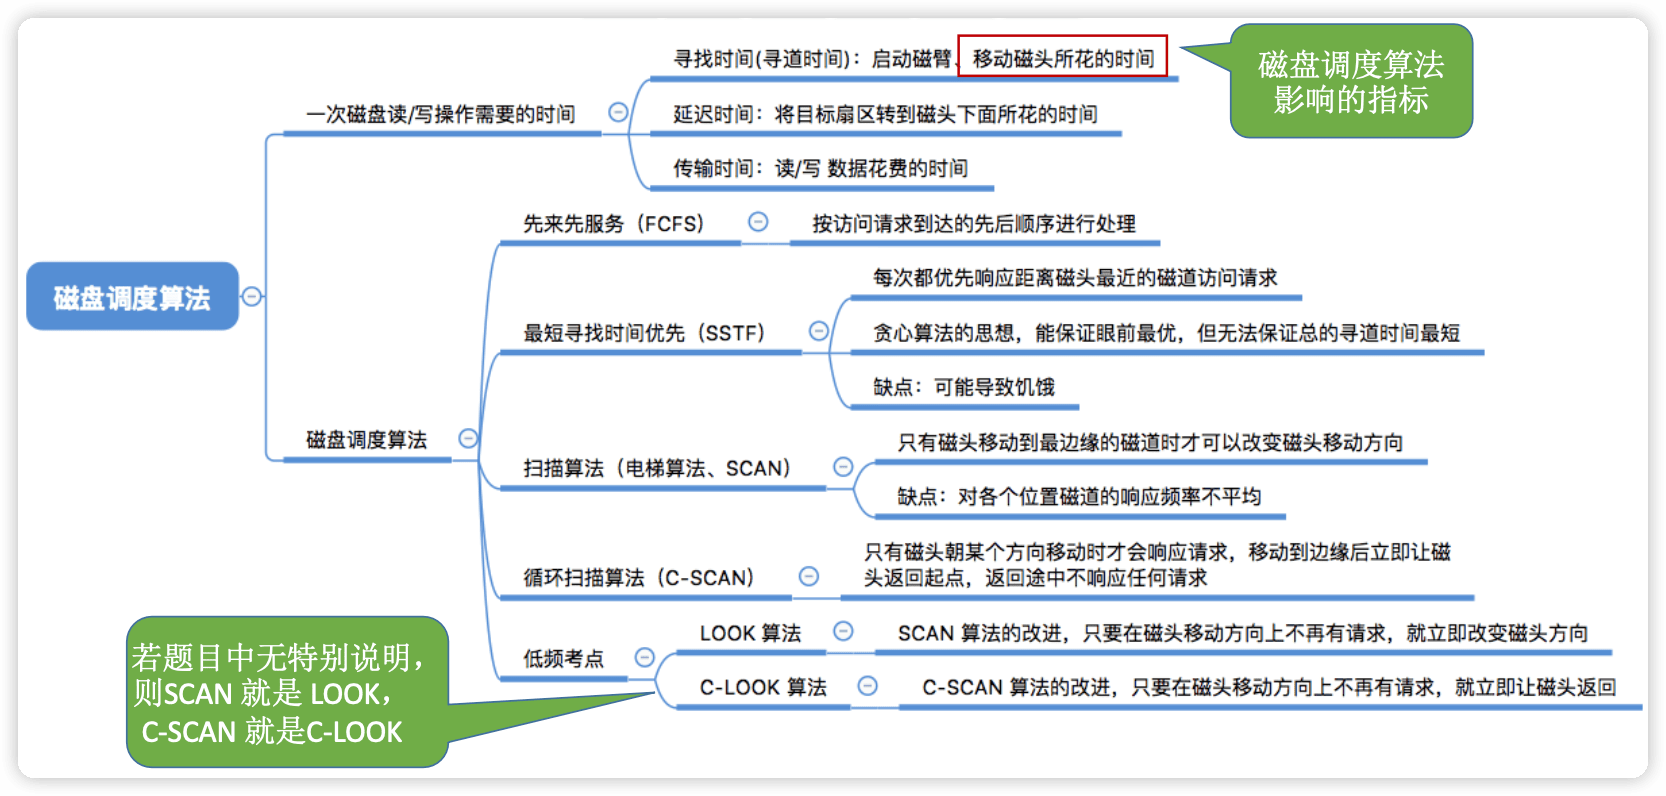 寻找时间(寻道时间)：启动磁臂、移动磁头所花的时间
磁盘调度算法
影响的指标
一次磁盘读/写操作需要的时间
延迟时间：将目标扇区转到磁头下面所花的时间
传输时间：读/写 数据花费的时间
先来先服务（FCFS）
按访问请求到达的先后顺序进行处理
每次都优先响应距离磁头最近的磁道访问请求
磁盘调度算法
最短寻找时间优先（SSTF）
贪心算法的思想，能保证眼前最优，但无法保证总的寻道时间最短
缺点：可能导致饥饿
磁盘调度算法
只有磁头移动到最边缘的磁道时才可以改变磁头移动方向
扫描算法（电梯算法、SCAN）
缺点：对各个位置磁道的响应频率不平均
只有磁头朝某个方向移动时才会响应请求，移动到边缘后立即让磁
头返回起点，返回途中不响应任何请求
循环扫描算法（C-SCAN）
LOOK 算法
SCAN 算法的改进，只要在磁头移动方向上不再有请求，就立即改变磁头方向
低频考点
C-LOOK 算法
C-SCAN 算法的改进，只要在磁头移动方向上不再有请求，就立即让磁头返回
若题目中无特别说明，
则SCAN 就是 LOOK，
C-SCAN 就是C-LOOK